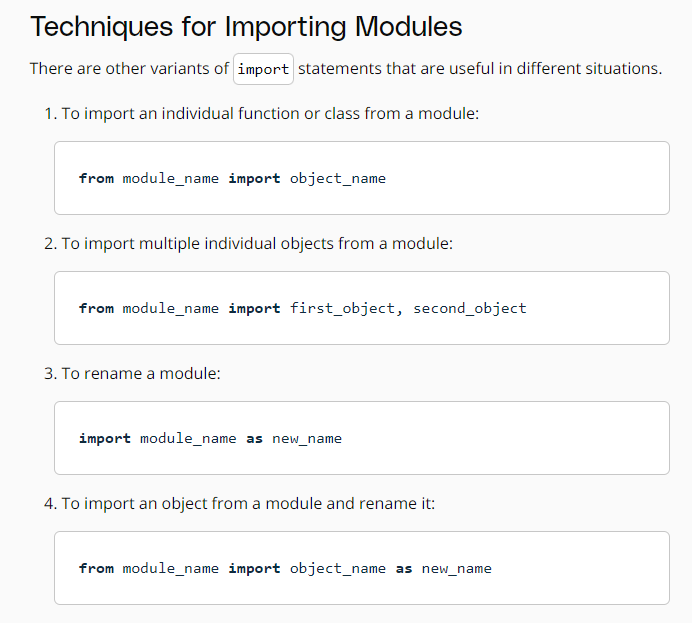 Techniques for Importing Modules
There are other variants of import statements that are useful in different situations.
1. To import an individual function or class from a module:
from module_name import object_name
2. To import multiple individual objects from a module:
from module_name import first_object, second_object
3. To rename a module:
import module_name as new_name
4. To import an object from a module and rename it:
from module_name import object_name as new_name